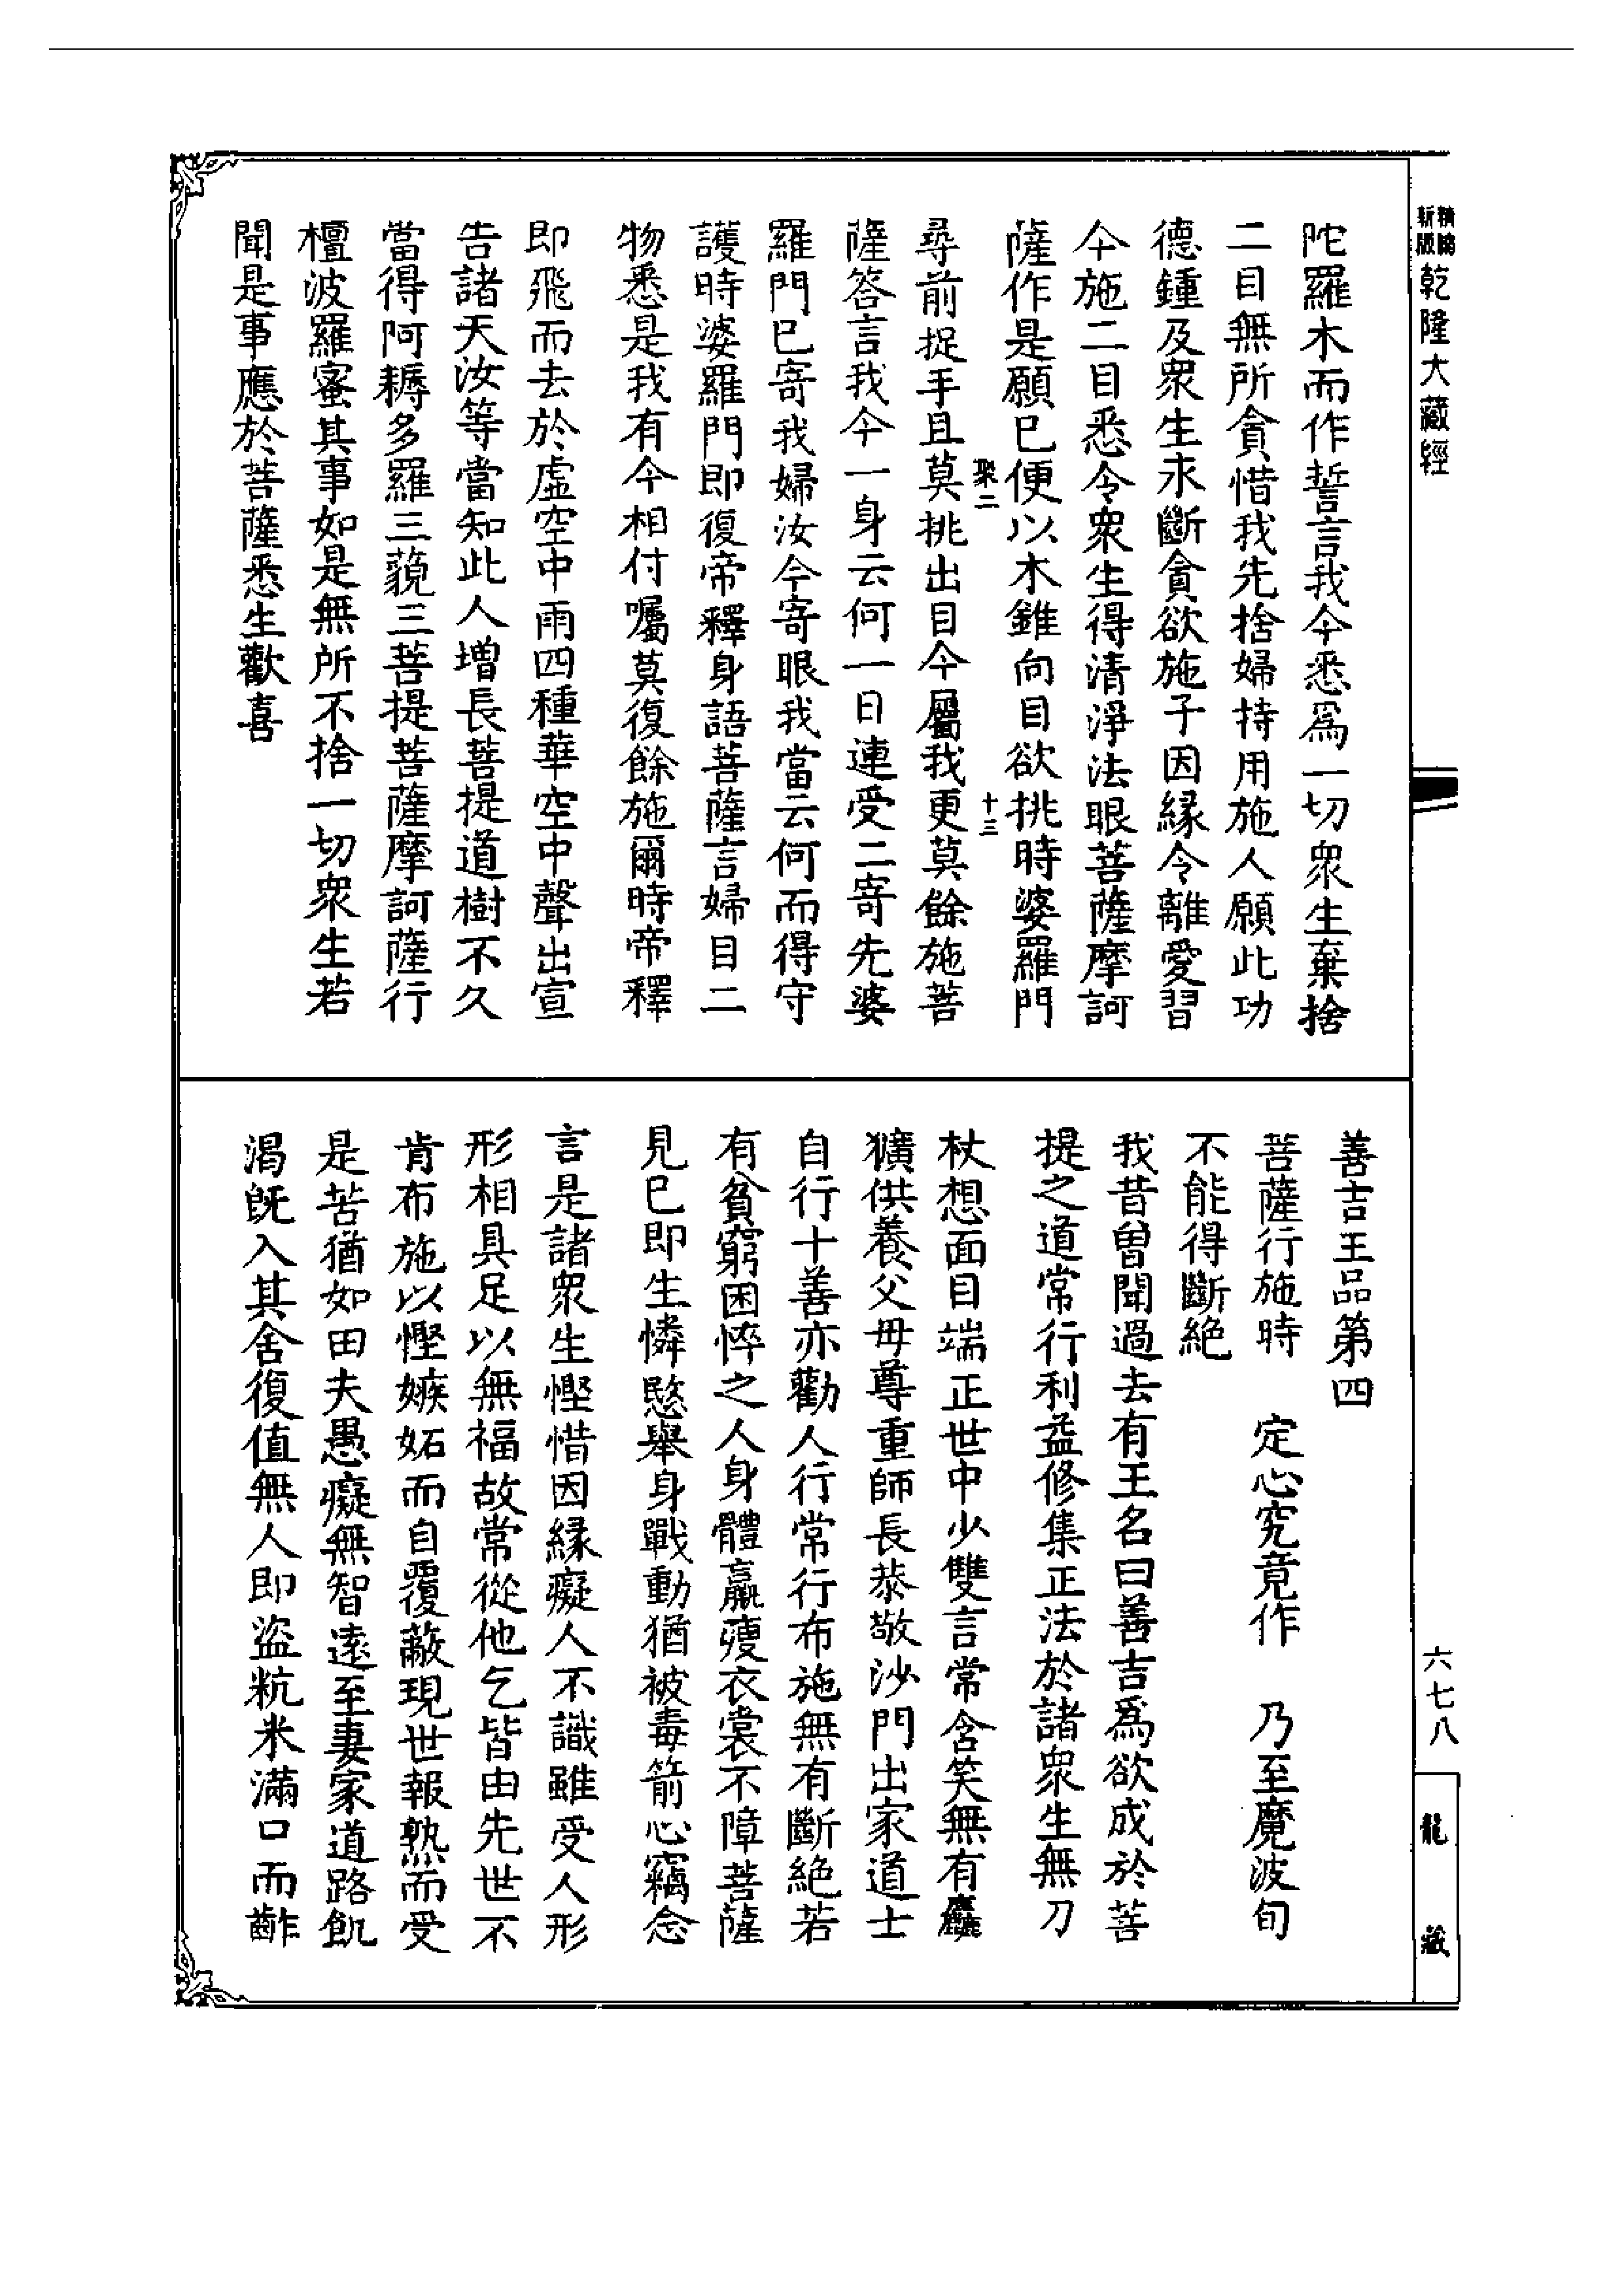 新版
精縮
乾隆大藏經
陀羅木而作誓言我今悉爲一切衆生棄捨
二目無所貪惜我先捨婦持用施人願此功
德鍾及衆生永斷貪欲施子因縁令離愛習
今施二目悉令衆生得清淨法眼菩薩摩訶
薩作是願已便以木錐向目欲挑時婆羅門
聚二
十三
尋前捉手且莫挑出目今屬我更莫餘施菩
薩答言我今一身云何一日連受二寄先婆
羅門已寄我婦汝今寄眼我當云何而得守
護時婆羅門即復帝釋身語菩薩言婦目二
物悉是我有今相付囑莫復餘施爾時帝釋
即飛而去於虛空中雨四種華空中聲出宣
告諸天汝等當知此人增長菩提道樹不久
當得阿耨多羅三藐三菩提菩薩摩訶薩行
檀波羅蜜其事如是無所不捨一切衆生若
聞是事應於菩薩悉生歡喜
善吉王品第四
菩薩行施時　定心究竟作　乃至魔波旬
不能得斷絕
我昔曾聞過去有王名曰善吉爲欲成於菩
提之道常行利益修集正法於諸衆生無刀
杖想面目端正世中少雙言常含笑無有麤
獷供養父母尊重師長恭敬沙門出家道士
自行十善亦勸人行常行布施無有斷絕若
有貧窮困悴之人身體羸瘦衣裳不障菩薩
見已即生憐愍舉身戰動猶被毒箭心竊念
言是諸衆生慳惜因縁癡人不識雖受人形
形相具足以無福故常從他乞皆由先世不
肯布施以慳嫉妬而自覆蔽現世報熟而受
是苦猶如田夫愚癡無智遠至妻家道路飢
渴旣入其舍復值無人即盜粇米滿口而齚
六七八
龍藏